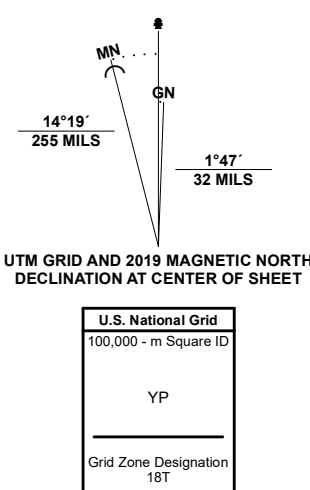 MN
GN
14°19´
255 MILS
1°47´
32 MILS
UTM GRID AND 2019 MAGNETIC NORTH
DECLINATION AT CENTER OF SHEET
U.S. National Grid
100,000 - m Square ID
YP
Grid Zone Designation
18T